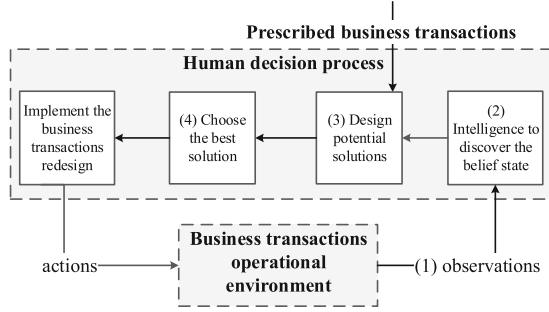 Prescribed business transactions
Human decision process
Implement the
business
transactions
redesign
(4) Choose
the best
solution
(3) Design
potential
solutions
(2)
Intelligence to
discover the
belief state
Business transactions
operational
environment
actions
(1) observations